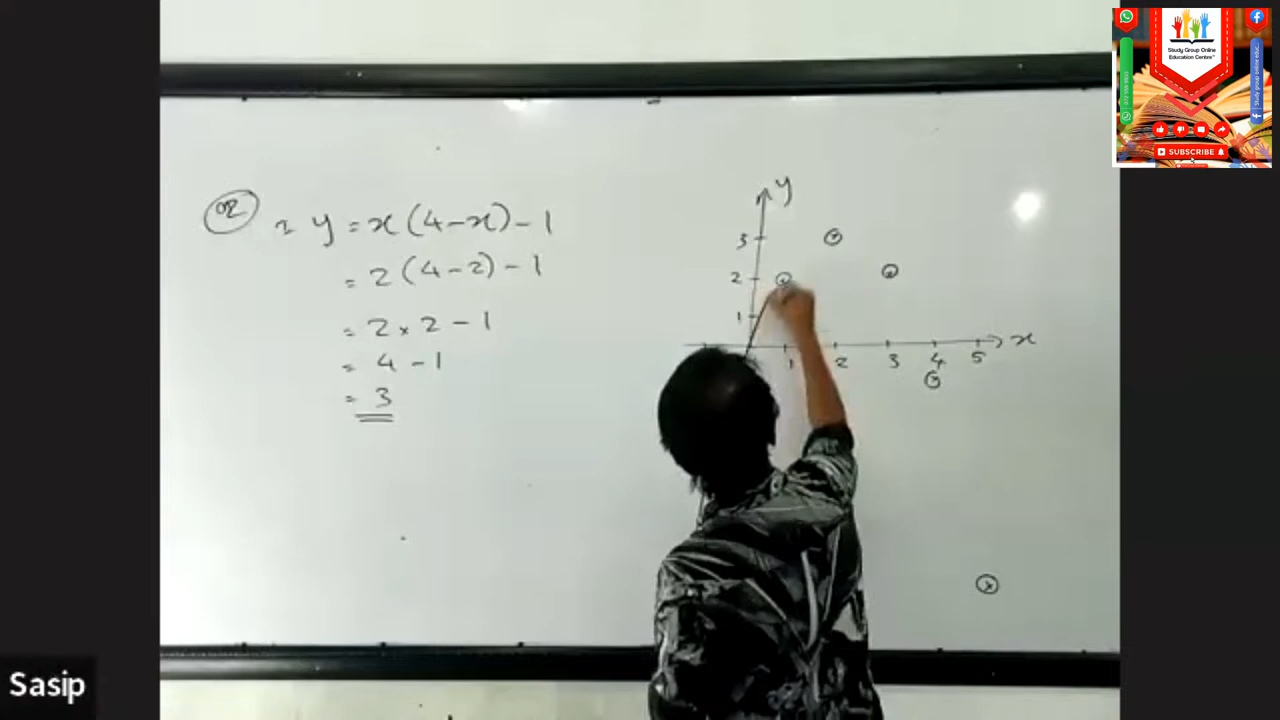 02 ii y = x(4-x)-1
= 2(4-2)-1
= 2×2-1
= 4-1
= 3
y
3
2
1
1 2 3 4 5 x
Study Group Online
Education Centre
SUBSCRIBE
Sasip